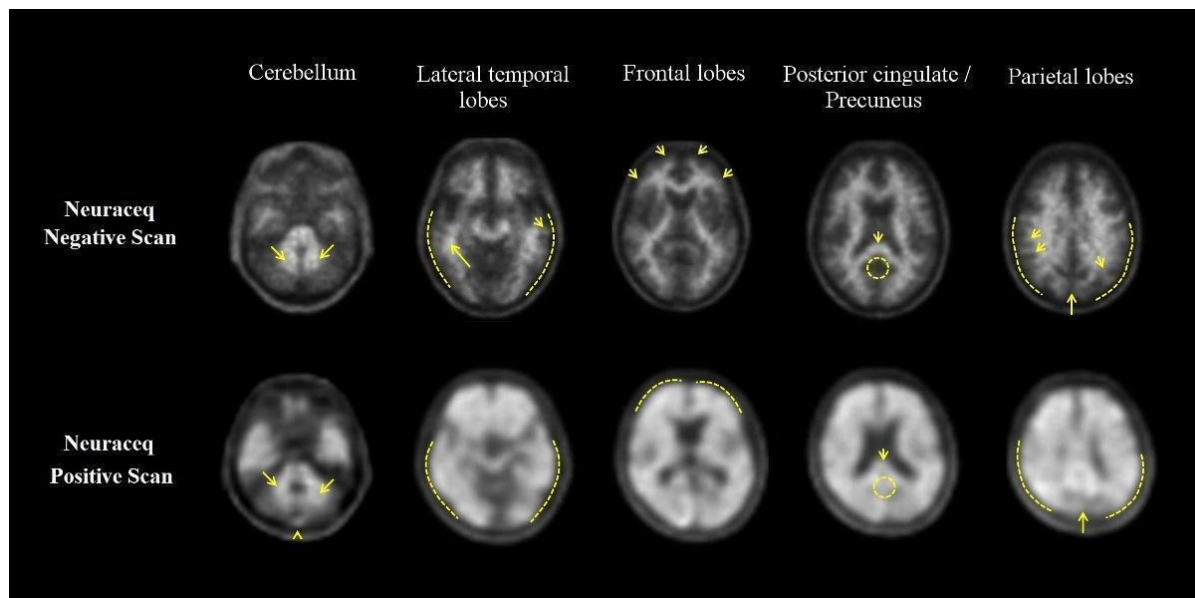 Cerebellum
Lateral temporal
lobes
Frontal lobes
Posterior cingulate /
Precuneus
Parietal lobes
Neuraceq
Negative Scan
Neuraceq
Positive Scan